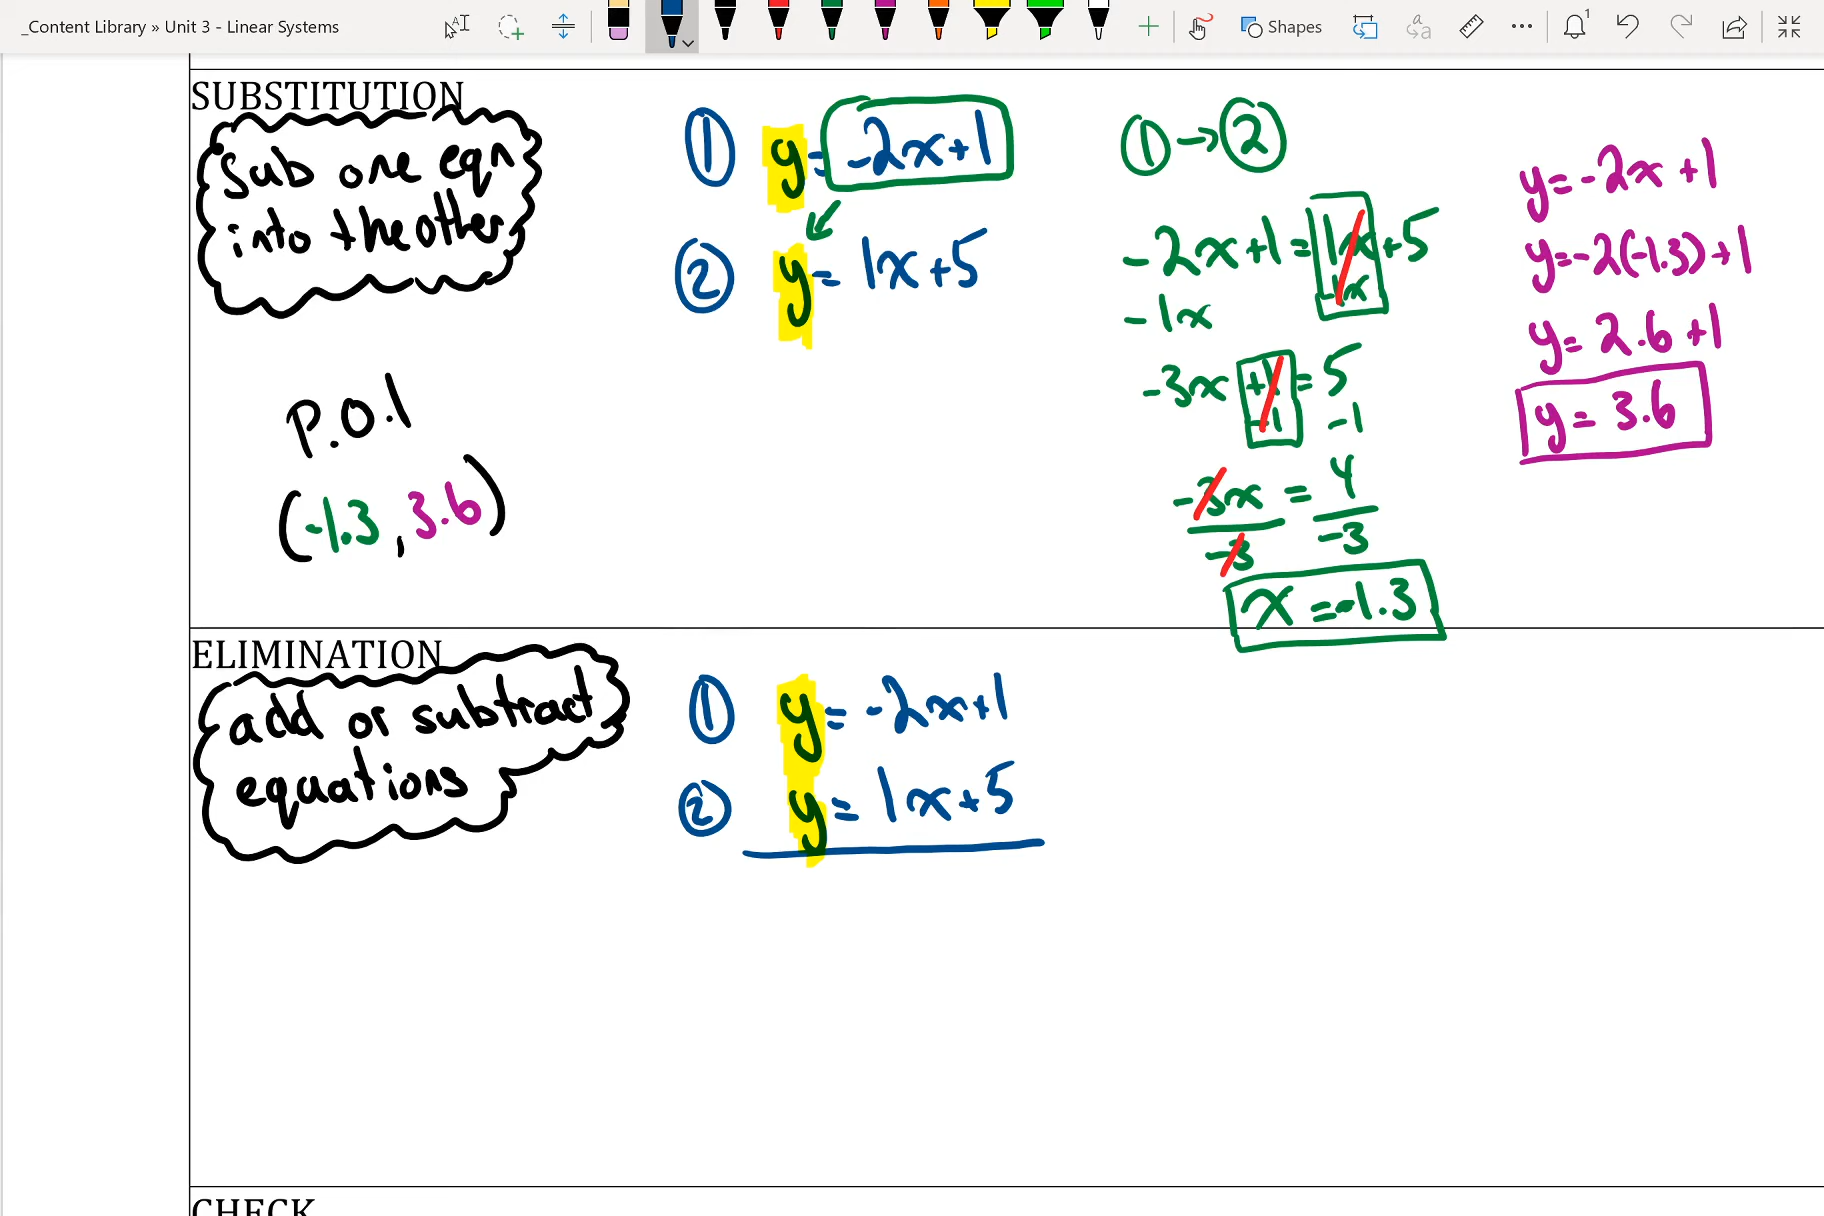 _Content Library » Unit 3 - Linear Systems
Shapes
1
SUBSTITUTION
Sub one eqn
into the other
① y = -2x+1
② y = 1x+5
P.O.I
(-1.3, 3.6)
① → ②
-2x+1 = 1x+5
-1x -1x
-3x +1 = 5
-1 -1
-3x = 4
-3 -3
x = -1.3
y = -2x +1
y = -2(-1.3)+1
y = 2.6 +1
y = 3.6
ELIMINATION
add or subtract
equations
① y = -2x+1
② y = 1x+5
CHECK